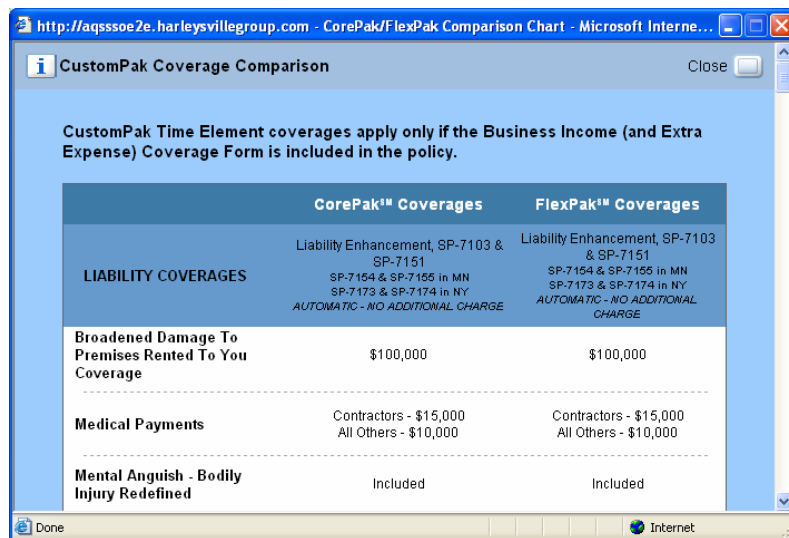 http://aqsssoe2e.harleysvillegroup.com - CorePak/FlexPak Comparison Chart - Microsoft Interne...
i CustomPak Coverage Comparison Close
CustomPak Time Element coverages apply only if the Business Income (and Extra
Expense) Coverage Form is included in the policy.
CorePak℠ Coverages FlexPak℠ Coverages
LIABILITY COVERAGES
Liability Enhancement, SP-7103 &
SP-7151
SP-7154 & SP-7155 in MN
SP-7173 & SP-7174 in NY
AUTOMATIC - NO ADDITIONAL CHARGE
Liability Enhancement, SP-7103
& SP-7151
SP-7154 & SP-7155 in MN
SP-7173 & SP-7174 in NY
AUTOMATIC - NO ADDITIONAL
CHARGE
Broadened Damage To
Premises Rented To You
Coverage
$100,000 $100,000
Medical Payments
Contractors - $15,000
All Others - $10,000
Contractors - $15,000
All Others - $10,000
Mental Anguish - Bodily
Injury Redefined
Included Included
Done Internet